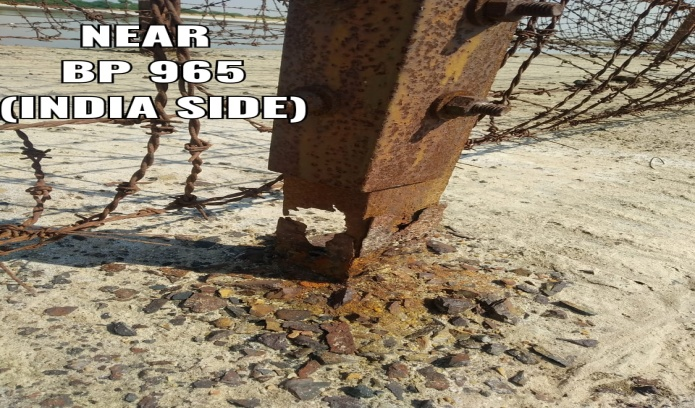 NEAR
BP 965
(INDIA SIDE)